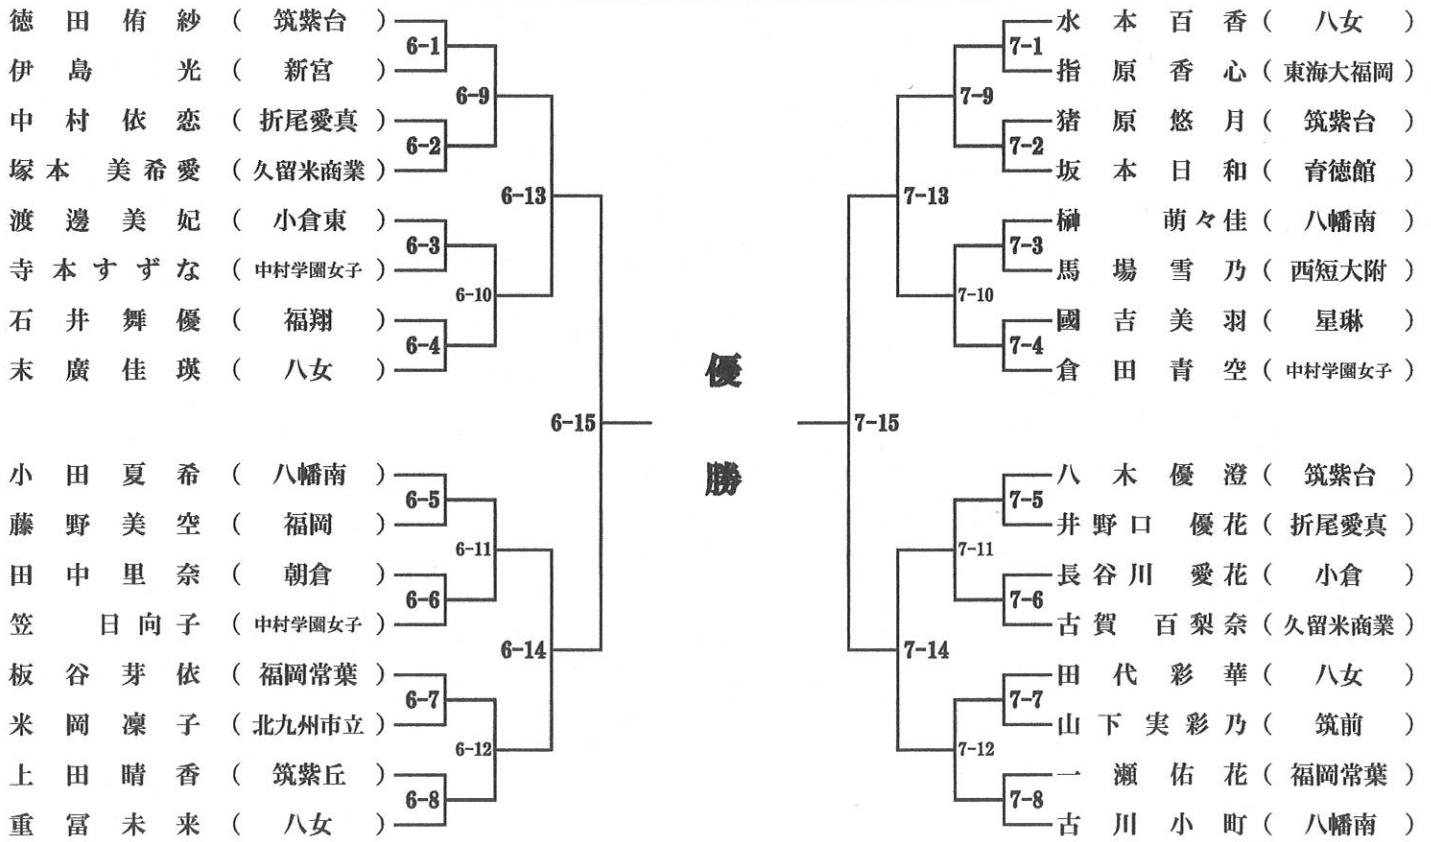 徳田侑紗（筑紫台）
6-1
伊島光（新宮）
6-9
中村依恋（折尾愛真）
6-2
塚本美希愛（久留米商業）
6-13
渡邊美妃（小倉東）
6-3
寺本すずな（中村学園女子）
6-10
石井舞優（福翔）
6-4
末廣佳瑛（八女）
6-15
小田夏希（八幡南）
6-5
藤野美空（福岡）
6-11
田中里奈（朝倉）
6-6
笠日向子（中村学園女子）
6-14
板谷芽依（福岡常葉）
6-7
米岡凜子（北九州市立）
6-12
上田晴香（筑紫丘）
6-8
重冨未来（八女）
優勝
水本百香（八女）
7-1
指原香心（東海大福岡）
7-9
猪原悠月（筑紫台）
7-2
坂本日和（育徳館）
7-13
榊萌々佳（八幡南）
7-3
馬場雪乃（西短大附）
7-10
國吉美羽（星琳）
7-4
倉田青空（中村学園女子）
7-15
八木優澄（筑紫台）
7-5
井野口優花（折尾愛真）
7-11
長谷川愛花（小倉）
7-6
古賀百梨奈（久留米商業）
7-14
田代彩華（八女）
7-7
山下実彩乃（筑前）
7-12
一瀬佑花（福岡常葉）
7-8
古川小町（八幡南）